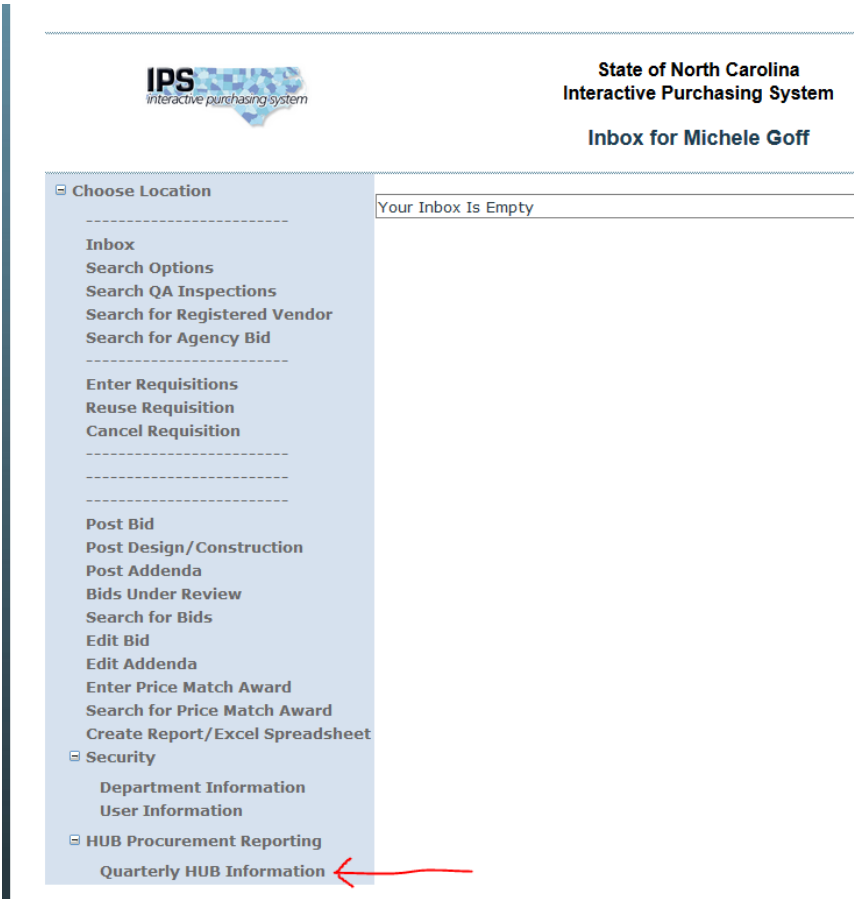 IPS
interactive purchasing system
State of North Carolina
Interactive Purchasing System
Inbox for Michele Goff
Choose Location
-------------------------
Your Inbox Is Empty
Inbox
Search Options
Search QA Inspections
Search for Registered Vendor
Search for Agency Bid
-------------------------
Enter Requisitions
Reuse Requisition
Cancel Requisition
-------------------------
-------------------------
-------------------------
Post Bid
Post Design/Construction
Post Addenda
Bids Under Review
Search for Bids
Edit Bid
Edit Addenda
Enter Price Match Award
Search for Price Match Award
Create Report/Excel Spreadsheet
Security
Department Information
User Information
HUB Procurement Reporting
Quarterly HUB Information